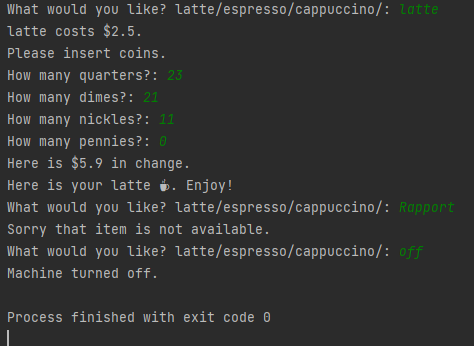 What would you like? latte/espresso/cappuccino/: latte
latte costs $2.5.
Please insert coins.
How many quarters?: 23
How many dimes?: 21
How many nickles?: 11
How many pennies?: 0
Here is $5.9 in change.
Here is your latte ☕. Enjoy!
What would you like? latte/espresso/cappuccino/: Rapport
Sorry that item is not available.
What would you like? latte/espresso/cappuccino/: off
Machine turned off.
Process finished with exit code 0